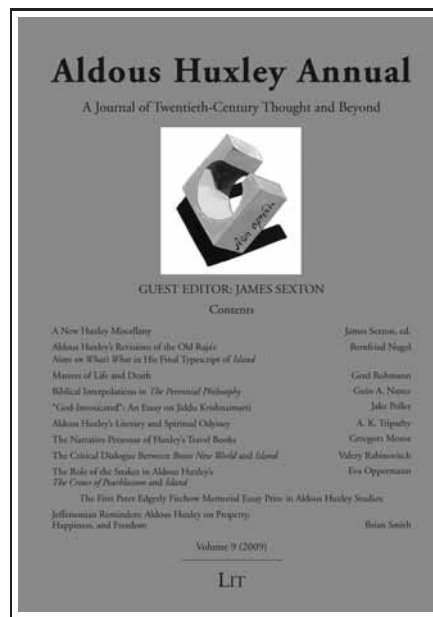 Aldous Huxley Annual
A Journal of Twentieth-Century Thought and Beyond
GUEST EDITOR: JAMES SEXTON
Contents
A New Huxley Miscellany James Sexton, ed.
Aldous Huxley's Revisions of the Old Raja's Bernfried Nugel
Notes on What's What in His Final Typescript of Island
Matters of Life and Death Gerd Rohmann
Biblical Interpolations in The Perennial Philosophy Guin A. Nance
"God-Intoxicated": An Essay on Jiddu Krishnamurti Jake Poller
Aldous Huxley's Literary and Spiritual Odyssey A. K. Tripathy
The Narrative Personae of Huxley's Travel Books Grzegorz Moroz
The Critical Dialogue Between Brave New World and Island Valery Rabinovitch
The Role of the Snakes in Aldous Huxley's Eva Oppermann
The Crows of Pearblossom and Island
The First Peter Edgerly Firchow Memorial Essay Prize in Aldous Huxley Studies:
Jeffersonian Reminders: Aldous Huxley on Property,
Happiness, and Freedom Brian Smith
Volume 9 (2009)
LIT